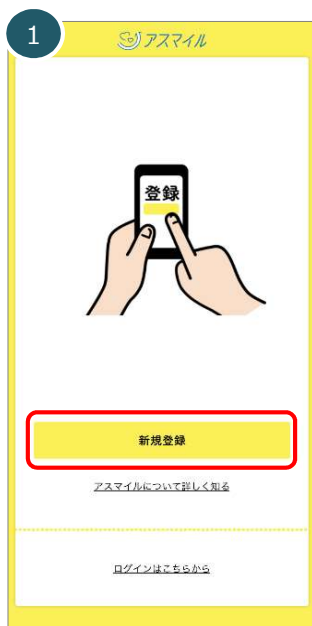 1
アスマイル
登録
新規登録
アスマイルについて詳しく知る
ログインはこちらから